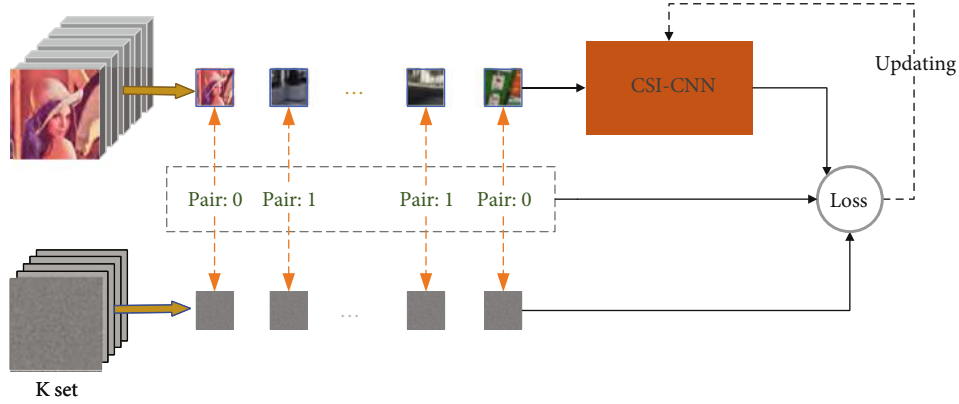 Updating
CSI-CNN
...
Pair: 0
Pair: 1
Pair: 1
Pair: 0
Loss
...
K set